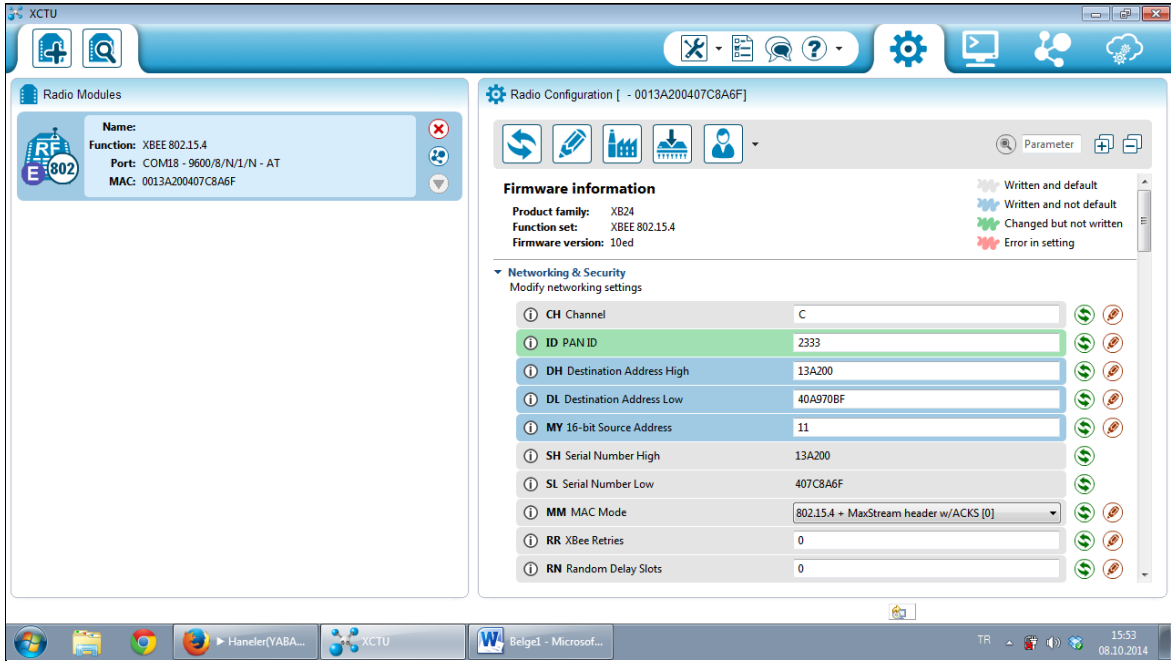 XCTU
Radio Modules
Name:
Function: XBEE 802.15.4
Port: COM18 - 9600/8/N/1/N - AT
MAC: 0013A200407C8A6F
RF
E 802
Radio Configuration [ - 0013A200407C8A6F]
Parameter
Firmware information
Product family: XB24
Function set: XBEE 802.15.4
Firmware version: 10ed
Written and default
Written and not default
Changed but not written
Error in setting
Networking & Security
Modify networking settings
CH Channel C
ID PAN ID 2333
DH Destination Address High 13A200
DL Destination Address Low 40A970BF
MY 16-bit Source Address 11
SH Serial Number High 13A200
SL Serial Number Low 407C8A6F
MM MAC Mode 802.15.4 + MaxStream header w/ACKS [0]
RR XBee Retries 0
RN Random Delay Slots 0
Haneler(YABA...
XCTU
Belge1 - Microsof...
TR
15:53
08.10.2014